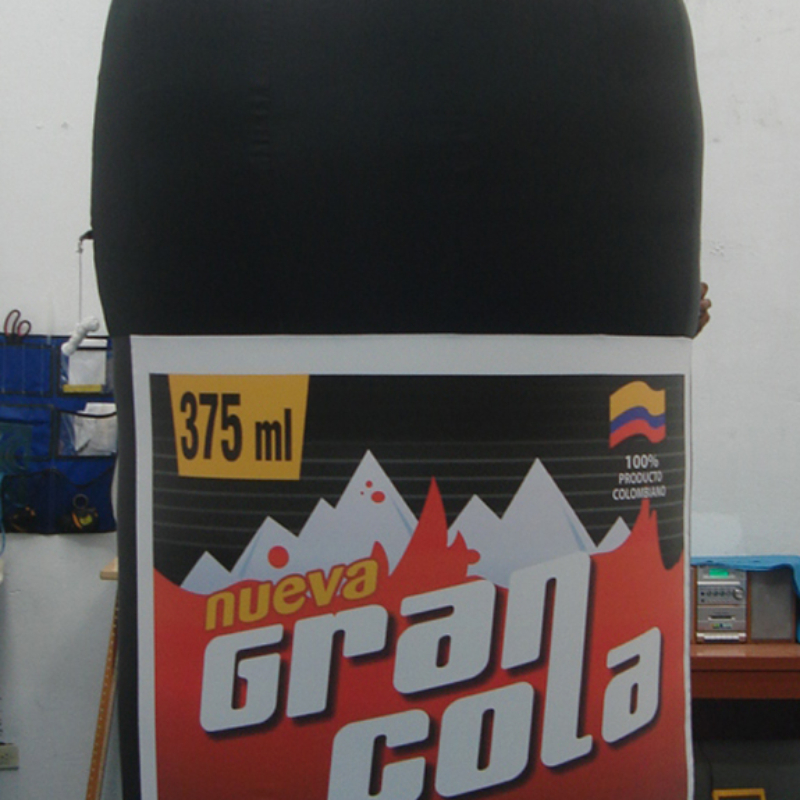 375 ml
100%
PRODUCTO
COLOMBIANO
nueva
Gran
cola